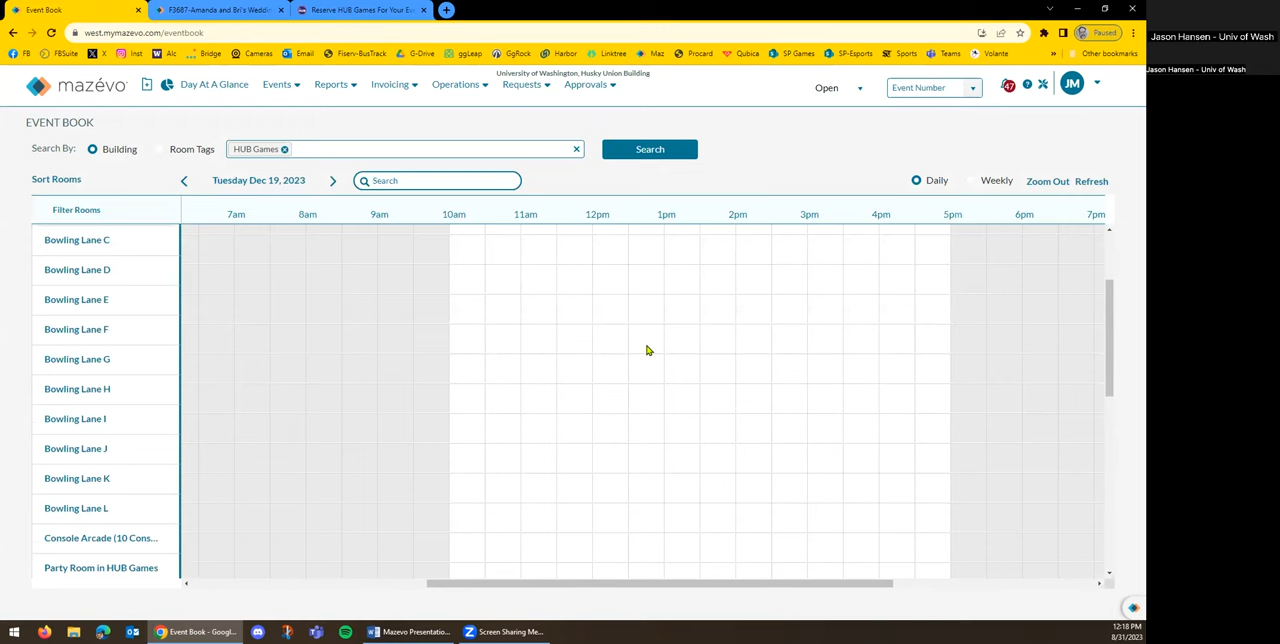 Event Book
F3687-Amanda and Bri's Weddin
Reserve HUB Games For Your Eve
west.mymazevo.com/eventbook
Paused
FB
FBSuite
X
Inst
Alc
Bridge
Cameras
Email
Fiserv-BusTrack
G-Drive
ggLeap
GgRock
Harbor
Linktree
Maz
Procard
Qubica
SP Games
SP-Esports
Sports
Teams
Volante
»
Other bookmarks
Jason Hansen - Univ of Wash
Jason Hansen - Univ of Wash
University of Washington, Husky Union Building
mazévo
Day At A Glance
Events
Reports
Invoicing
Operations
Requests
Approvals
Open
Event Number
47
JM
EVENT BOOK
Search By:
Building
Room Tags
HUB Games
Search
Sort Rooms
Tuesday Dec 19, 2023
Search
Daily
Weekly
Zoom Out
Refresh
Filter Rooms
7am 8am 9am 10am 11am 12pm 1pm 2pm 3pm 4pm 5pm 6pm 7pm
Bowling Lane C
Bowling Lane D
Bowling Lane E
Bowling Lane F
Bowling Lane G
Bowling Lane H
Bowling Lane I
Bowling Lane J
Bowling Lane K
Bowling Lane L
Console Arcade (10 Cons...
Party Room in HUB Games
Event Book - Googl...
Mazevo Presentatio...
Screen Sharing Me...
12:18 PM
8/31/2023